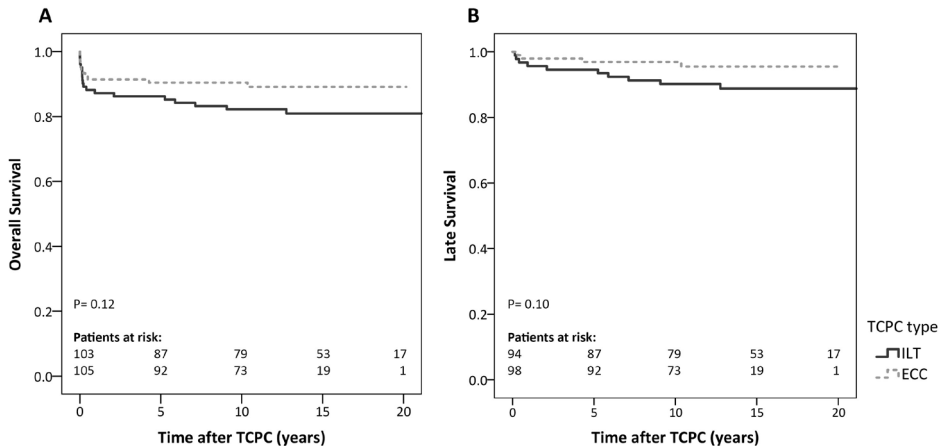 A
Overall Survival
1.0
0.8
0.6
0.4
0.2
0.0
P= 0.12
Patients at risk:
103 87 79 53 17
105 92 73 19 1
0 5 10 15 20
Time after TCPC (years)
B
Late Survival
1.0
0.8
0.6
0.4
0.2
0.0
P= 0.10
Patients at risk:
94 87 79 53 17
98 92 73 19 1
0 5 10 15 20
Time after TCPC (years)
TCPC type
ILT
ECC